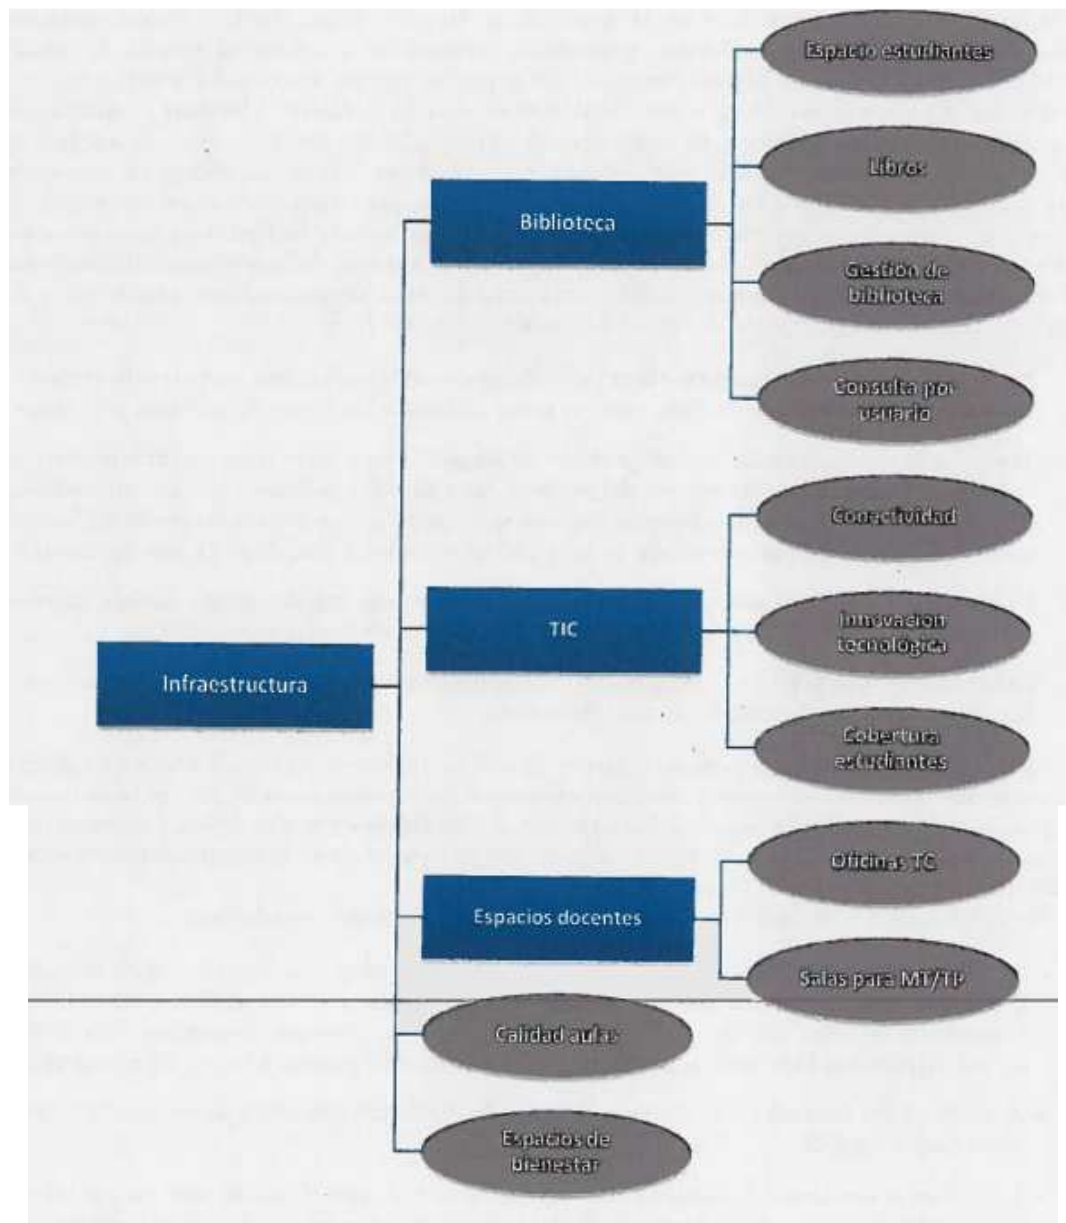 Espacio estudiantes
Libros
Biblioteca
Gestión de
biblioteca
Consulta por
usuario
Conectividad
Innovación
tecnológica
TIC
Infraestructura
Cobertura
estudiantes
Oficinas TC
Espacios docentes
Salas para MT/TP
Calidad aulas
Espacios de
bienestar